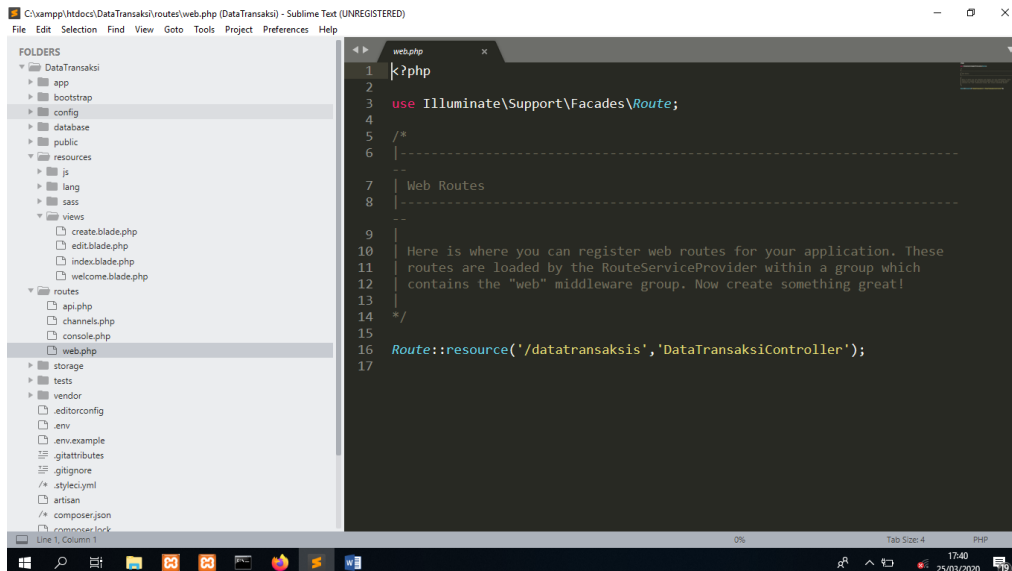 C:\xampp\htdocs\DataTransaksi\routes\web.php (DataTransaksi) - Sublime Text (UNREGISTERED)
File Edit Selection Find View Goto Tools Project Preferences Help
FOLDERS
DataTransaksi
app
bootstrap
config
database
public
resources
js
lang
sass
views
create.blade.php
edit.blade.php
index.blade.php
welcome.blade.php
routes
api.php
channels.php
console.php
web.php
storage
tests
vendor
.editorconfig
.env
.env.example
.gitattributes
.gitignore
/* .styleci.yml
artisan
/* composer.json
composer.lock
web.php ×
1 <?php
2
3 use Illuminate\Support\Facades\Route;
4
5 /*
6 |------------------------------------------------------------------------
--
7 | Web Routes
8 |------------------------------------------------------------------------
--
9 |
10 | Here is where you can register web routes for your application. These
11 | routes are loaded by the RouteServiceProvider within a group which
12 | contains the "web" middleware group. Now create something great!
13 |
14 */
15
16 Route::resource('/datatransaksis','DataTransaksiController');
17
Line 1, Column 1 0% Tab Size: 4 PHP
17:40
25/03/2020
19